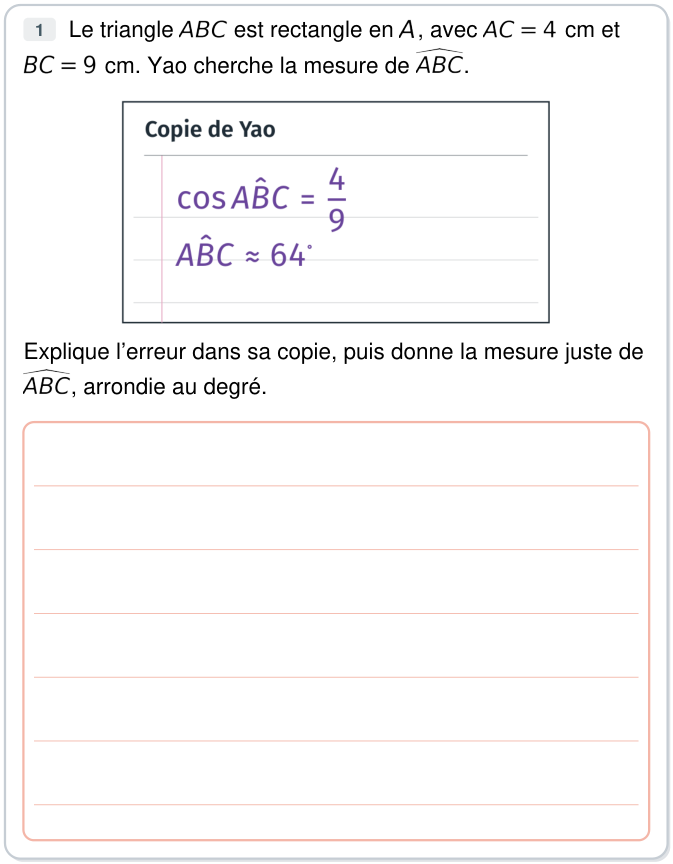 1 Le triangle ABC est rectangle en A, avec AC = 4 cm et
BC = 9 cm. Yao cherche la mesure de $\widehat{ABC}$.
Copie de Yao
cos AB̂C = 4/9
AB̂C ≈ 64°
Explique l’erreur dans sa copie, puis donne la mesure juste de
$\widehat{ABC}$, arrondie au degré.